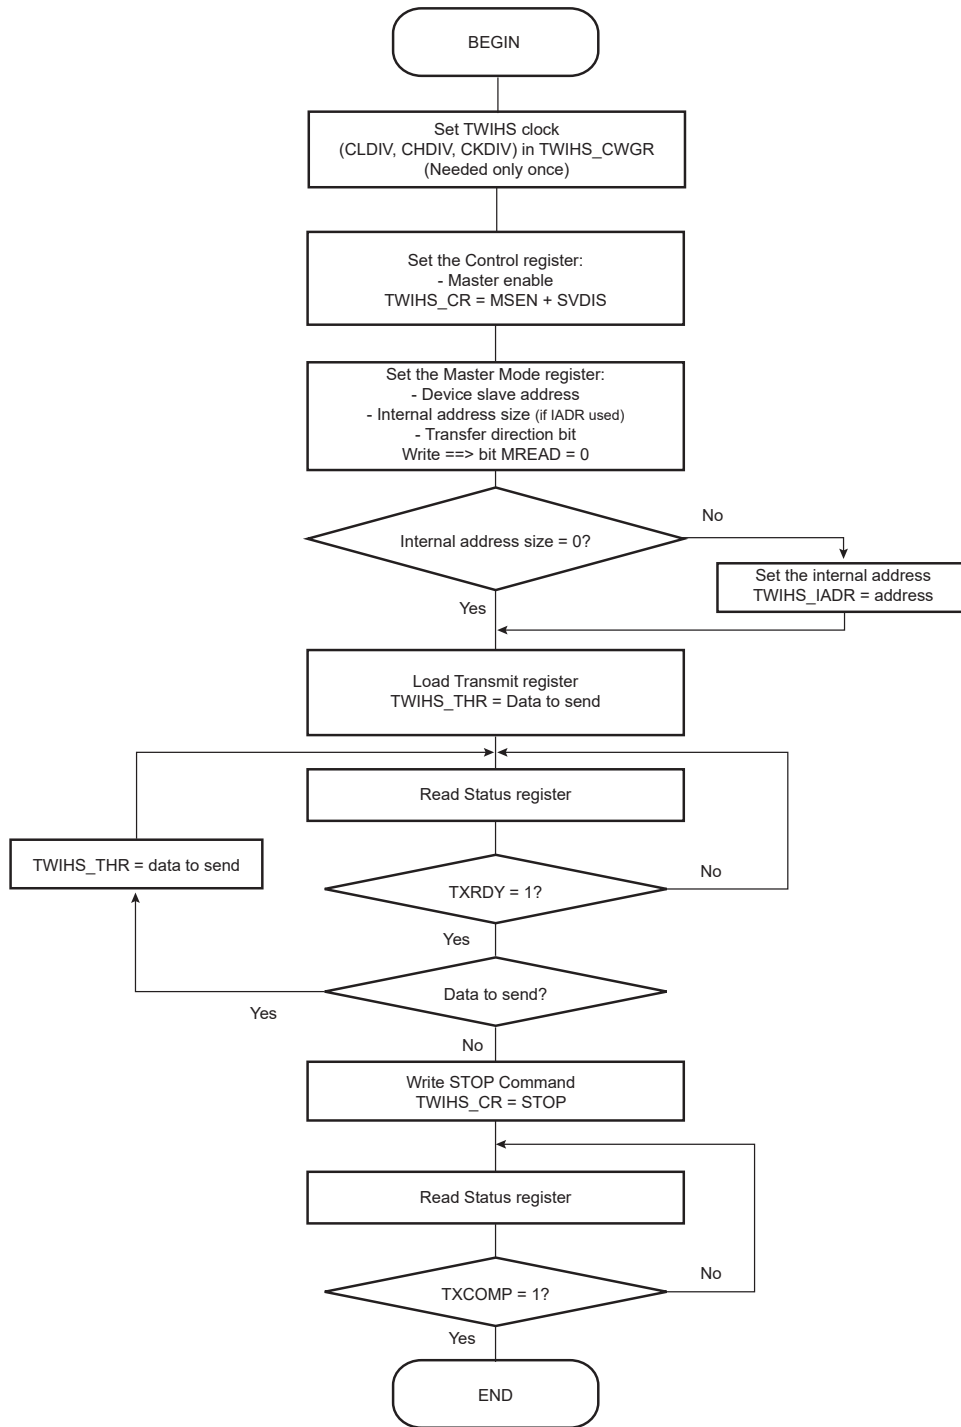 BEGIN
Set TWIHS clock
(CLDIV, CHDIV, CKDIV) in TWIHS_CWGR
(Needed only once)
Set the Control register:
- Master enable
TWIHS_CR = MSEN + SVDIS
Set the Master Mode register:
- Device slave address
- Internal address size (if IADR used)
- Transfer direction bit
Write ==> bit MREAD = 0
No
Internal address size = 0?
Set the internal address
TWIHS_IADR = address
Yes
Load Transmit register
TWIHS_THR = Data to send
Read Status register
TWIHS_THR = data to send
No
TXRDY = 1?
Yes
Data to send?
Yes
No
Write STOP Command
TWIHS_CR = STOP
Read Status register
No
TXCOMP = 1?
Yes
END